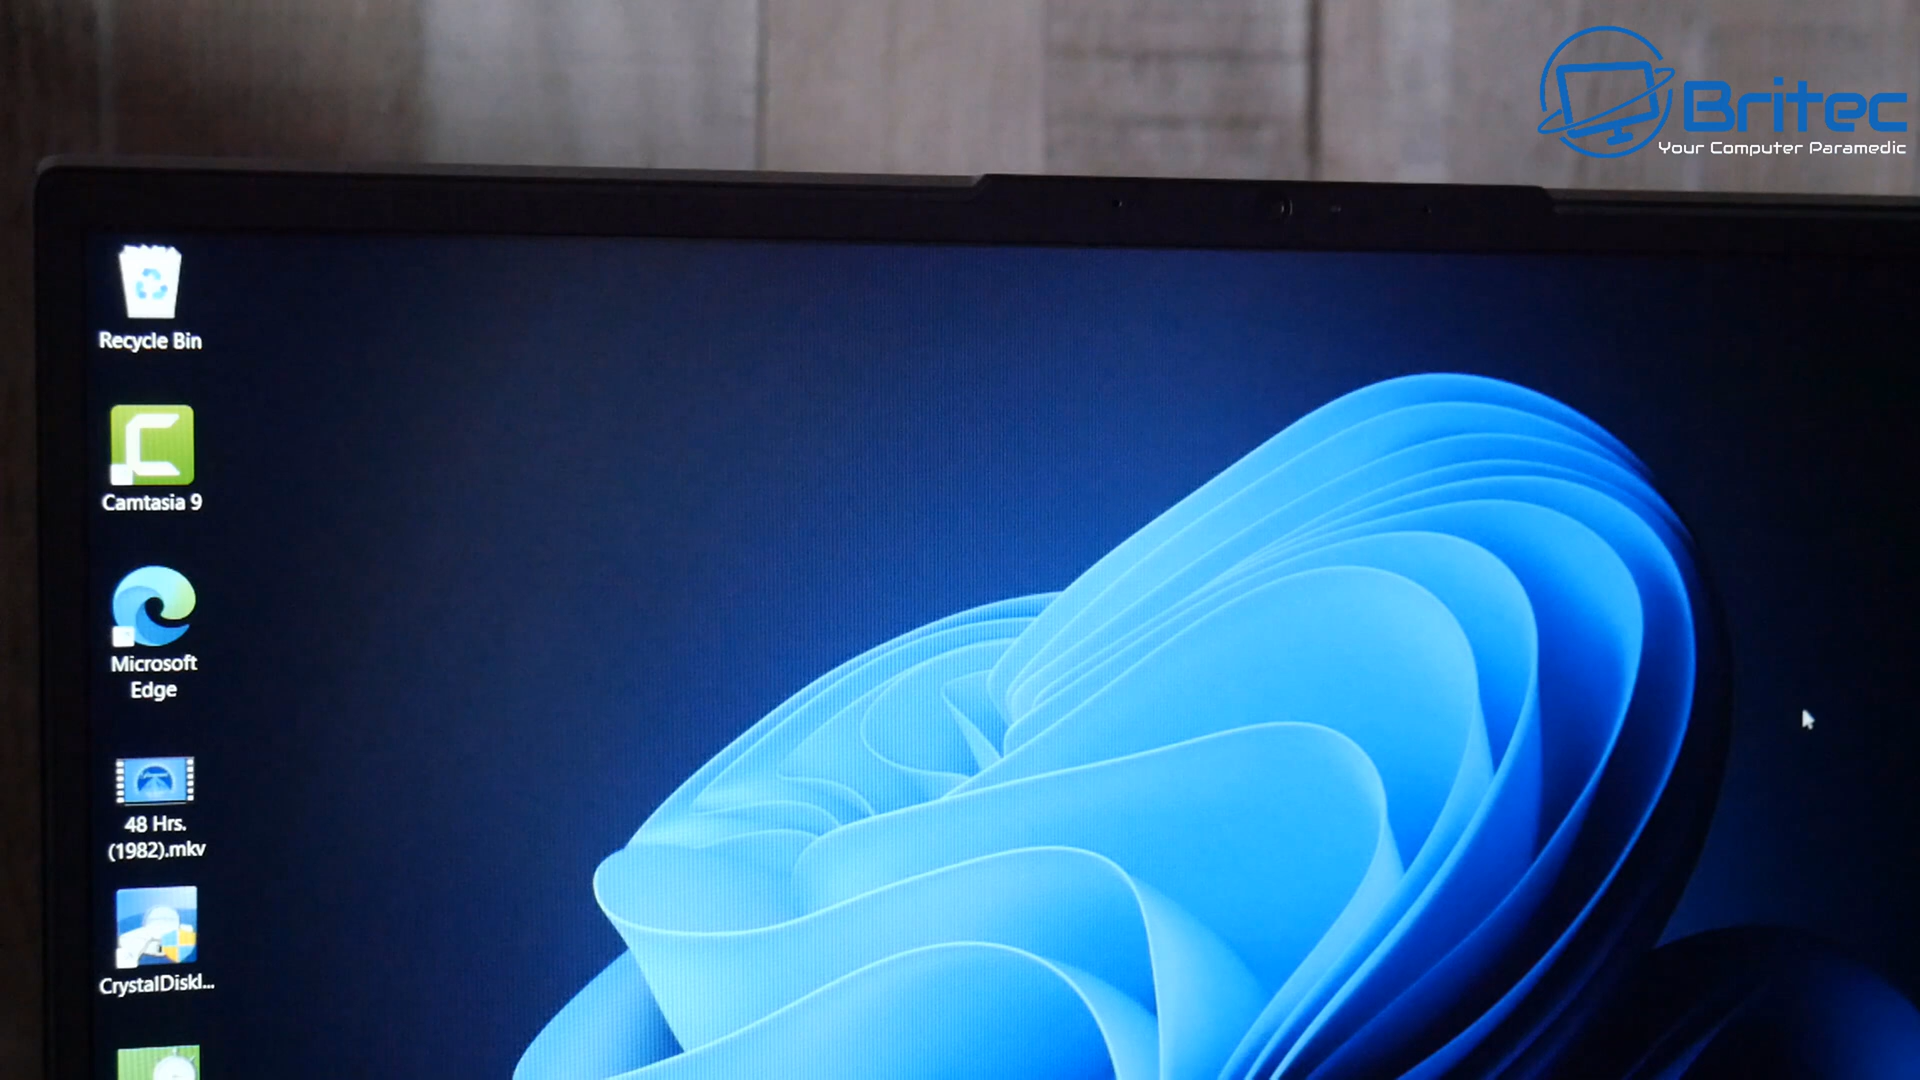 Britec
Your Computer Paramedic
Recycle Bin
Camtasia 9
Microsoft
Edge
48 Hrs.
(1982).mkv
CrystalDiskI...